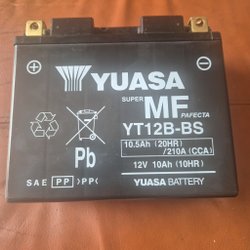 YUASA
SUPER
MF
PAFECTA
YT12B-BS
10.5Ah (20HR)
/210A (CCA)
12V 10Ah (10HR)
Pb
SAE >PP< >PP<
YUASA BATTERY